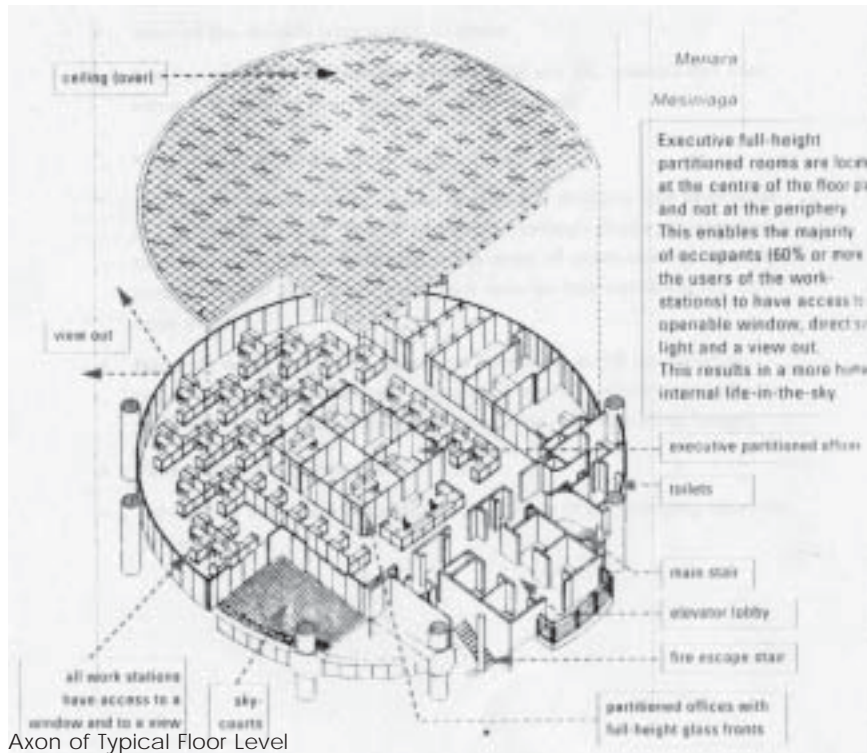 ceiling (over)
Menara
Mesiniaga
Executive full-height
partitioned rooms are
at the centre of the floor
and not at the periphery
This enables the majority
of occupants (60% or more
the users of the work-
stations) to have access
openable window, direct
light and a view out.
This results in a more
internal life-in-the-sky
view out
executive partitioned offices
toilets
main stair
elevator lobby
fire escape stair
all work stations
have access to a
window and to a view
sky-
courts
partitioned offices with
full-height glass fronts
Axon of Typical Floor Level